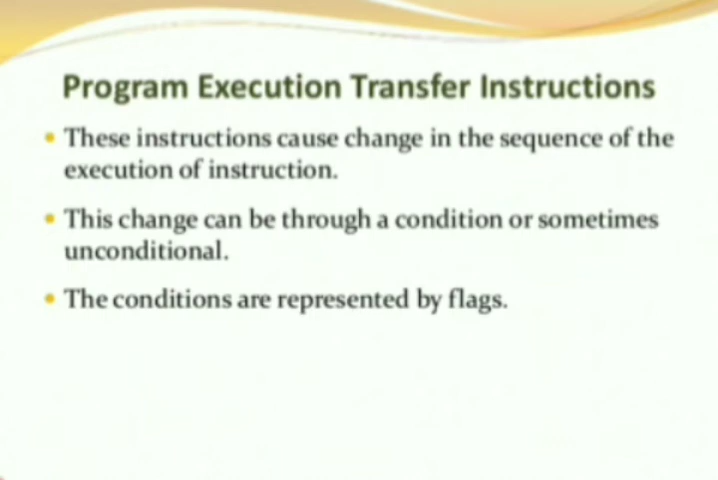 Program Execution Transfer Instructions
• These instructions cause change in the sequence of the
execution of instruction.
• This change can be through a condition or sometimes
unconditional.
• The conditions are represented by flags.